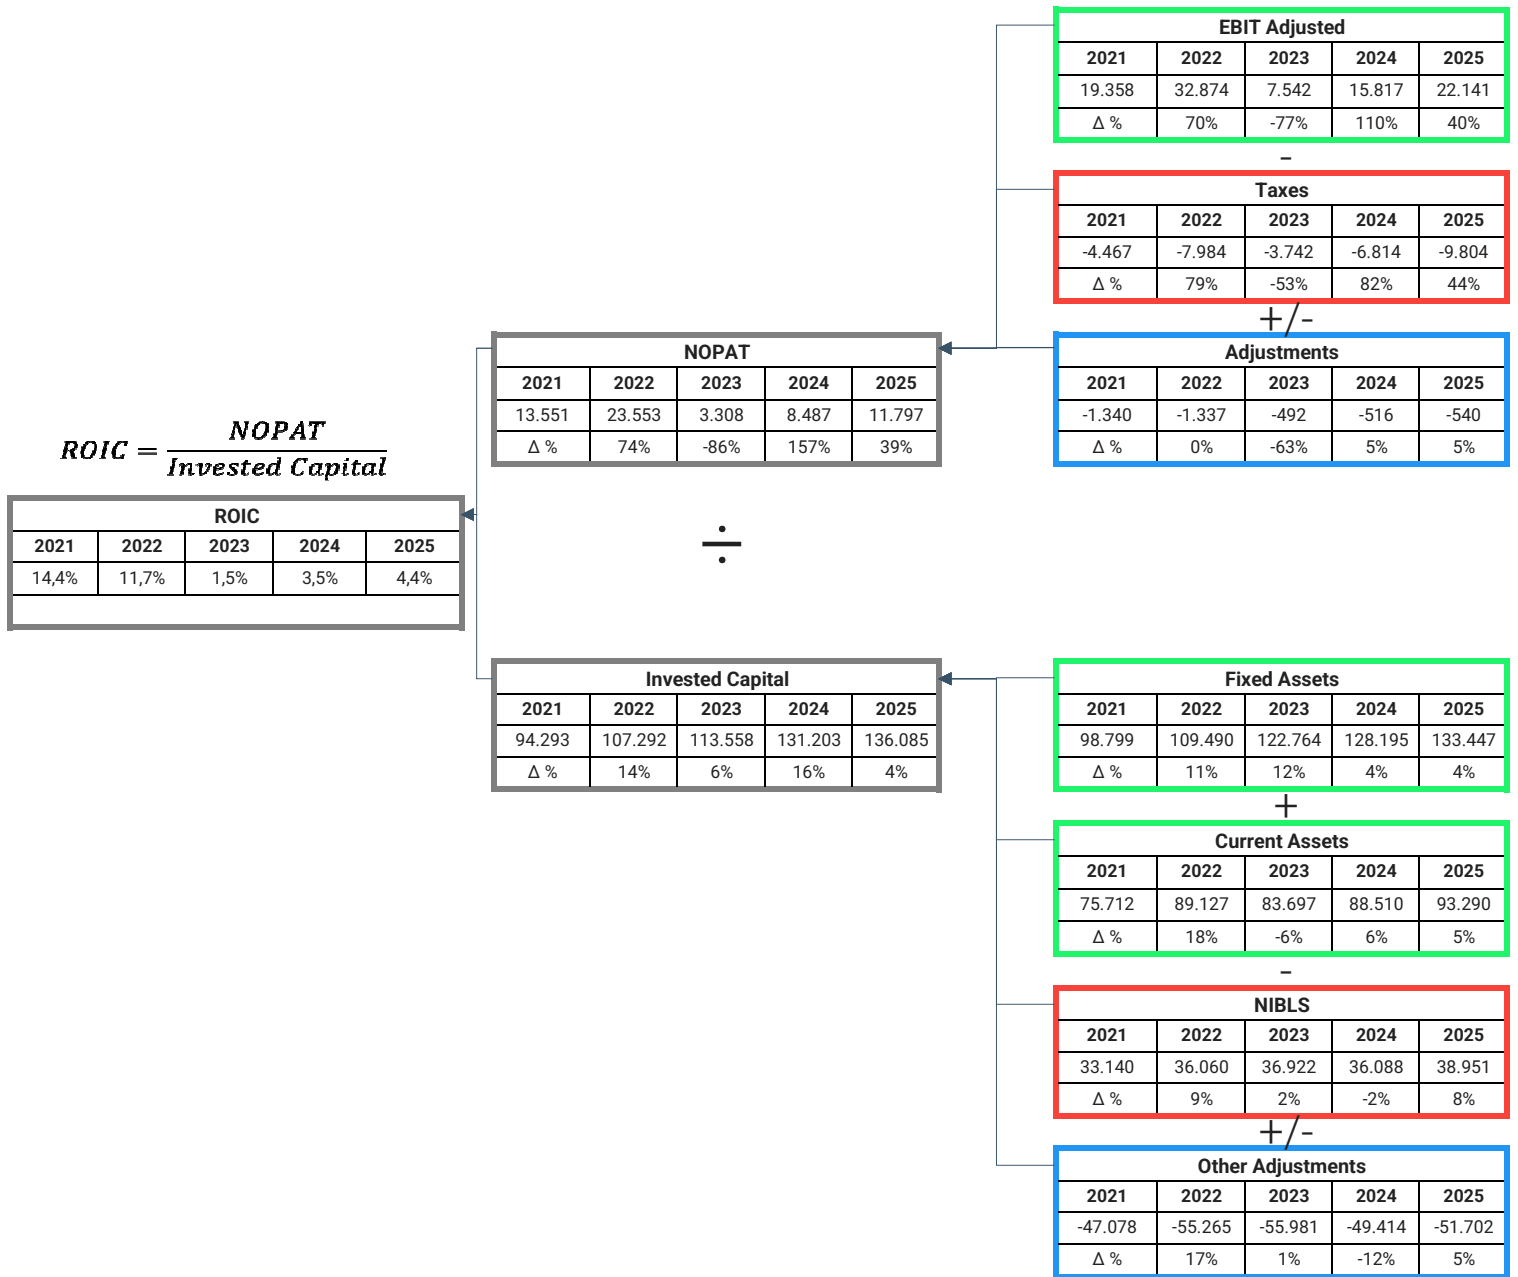 EBIT Adjusted
2021 2022 2023 2024 2025
19.358 32.874 7.542 15.817 22.141
Δ % 70% -77% 110% 40%
-
Taxes
2021 2022 2023 2024 2025
-4.467 -7.984 -3.742 -6.814 -9.804
Δ % 79% -53% 82% 44%
+/-
Adjustments
2021 2022 2023 2024 2025
-1.340 -1.337 -492 -516 -540
Δ % 0% -63% 5% 5%
NOPAT
2021 2022 2023 2024 2025
13.551 23.553 3.308 8.487 11.797
Δ % 74% -86% 157% 39%
ROIC = NOPAT
Invested Capital
ROIC
2021 2022 2023 2024 2025
14,4% 11,7% 1,5% 3,5% 4,4%
÷
Invested Capital
2021 2022 2023 2024 2025
94.293 107.292 113.558 131.203 136.085
Δ % 14% 6% 16% 4%
Fixed Assets
2021 2022 2023 2024 2025
98.799 109.490 122.764 128.195 133.447
Δ % 11% 12% 4% 4%
+
Current Assets
2021 2022 2023 2024 2025
75.712 89.127 83.697 88.510 93.290
Δ % 18% -6% 6% 5%
-
NIBLS
2021 2022 2023 2024 2025
33.140 36.060 36.922 36.088 38.951
Δ % 9% 2% -2% 8%
+/-
Other Adjustments
2021 2022 2023 2024 2025
-47.078 -55.265 -55.981 -49.414 -51.702
Δ % 17% 1% -12% 5%